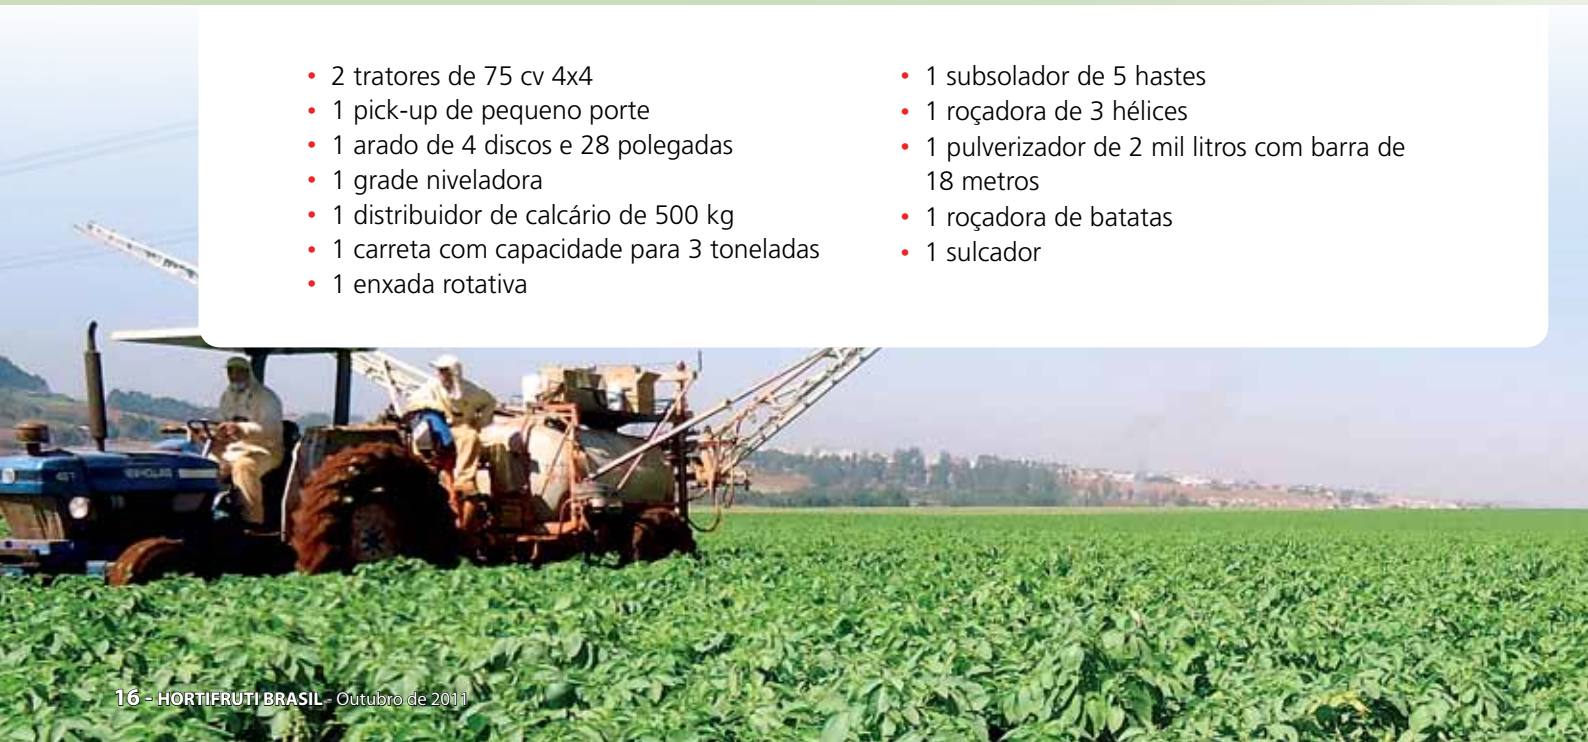 • 2 tratores de 75 cv 4x4
• 1 pick-up de pequeno porte
• 1 arado de 4 discos e 28 polegadas
• 1 grade niveladora
• 1 distribuidor de calcário de 500 kg
• 1 carreta com capacidade para 3 toneladas
• 1 enxada rotativa
• 1 subsolador de 5 hastes
• 1 roçadora de 3 hélices
• 1 pulverizador de 2 mil litros com barra de
18 metros
• 1 roçadora de batatas
• 1 sulcador
16 - HORTIFRUTI BRASIL - Outubro de 2011